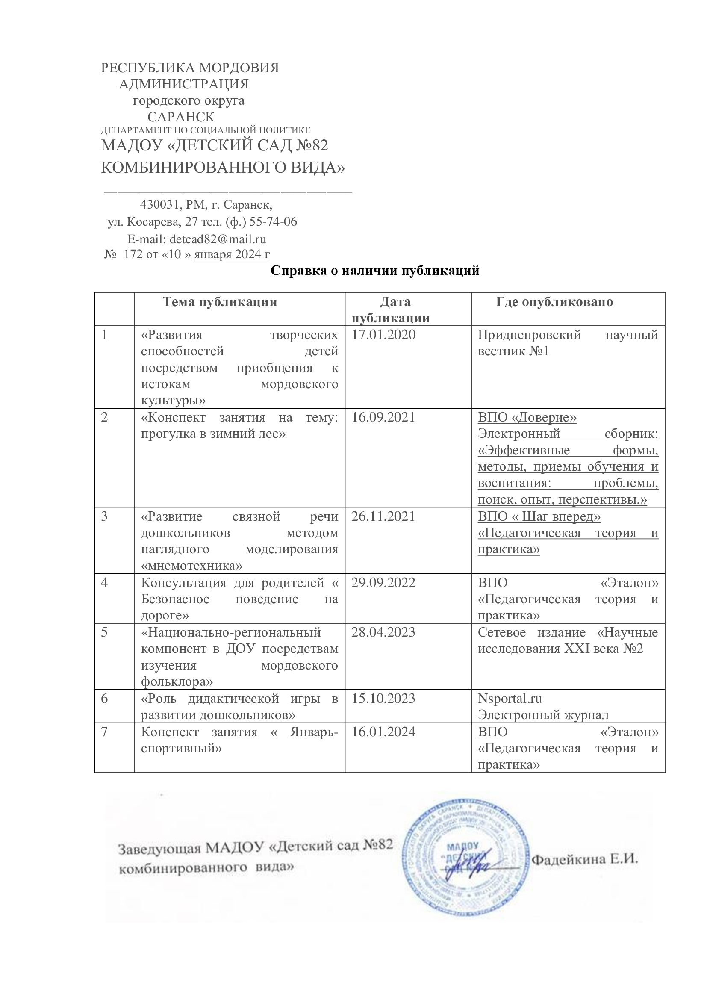 РЕСПУБЛИКА МОРДОВИЯ
АДМИНИСТРАЦИЯ
городского округа
САРАНСК
ДЕПАРТАМЕНТ ПО СОЦИАЛЬНОЙ ПОЛИТИКЕ
МАДОУ «ДЕТСКИЙ САД №82
КОМБИНИРОВАННОГО ВИДА»
430031, РМ, г. Саранск,
ул. Косарева, 27 тел. (ф.) 55-74-06
E-mail: detcad82@mail.ru
№ 172 от «10 » января 2024 г
Справка о наличии публикаций
Тема публикации
Дата
публикации
Где опубликовано
1
«Развития творческих
способностей детей
посредством приобщения к
истокам мордовского
культуры»
17.01.2020
Приднепровский научный
вестник №1
2
«Конспект занятия на тему:
прогулка в зимний лес»
16.09.2021
ВПО «Доверие»
Электронный сборник:
«Эффективные формы,
методы, приемы обучения и
воспитания: проблемы,
поиск, опыт, перспективы.»
3
«Развитие связной речи
дошкольников методом
наглядного моделирования
«мнемотехника»
26.11.2021
ВПО « Шаг вперед»
«Педагогическая теория и
практика»
4
Консультация для родителей «
Безопасное поведение на
дороге»
29.09.2022
ВПО «Эталон»
«Педагогическая теория и
практика»
5
«Национально-региональный
компонент в ДОУ посредствам
изучения мордовского
фольклора»
28.04.2023
Сетевое издание «Научные
исследования XXI века №2
6
«Роль дидактической игры в
развитии дошкольников»
15.10.2023
Nsportal.ru
Электронный журнал
7
Конспект занятия « Январь-
спортивный»
16.01.2024
ВПО «Эталон»
«Педагогическая теория и
практика»
Заведующая МАДОУ «Детский сад №82
комбинированного вида»
МАДОУ
"ДЕТСКИЙ
САД
Фадейкина Е.И.